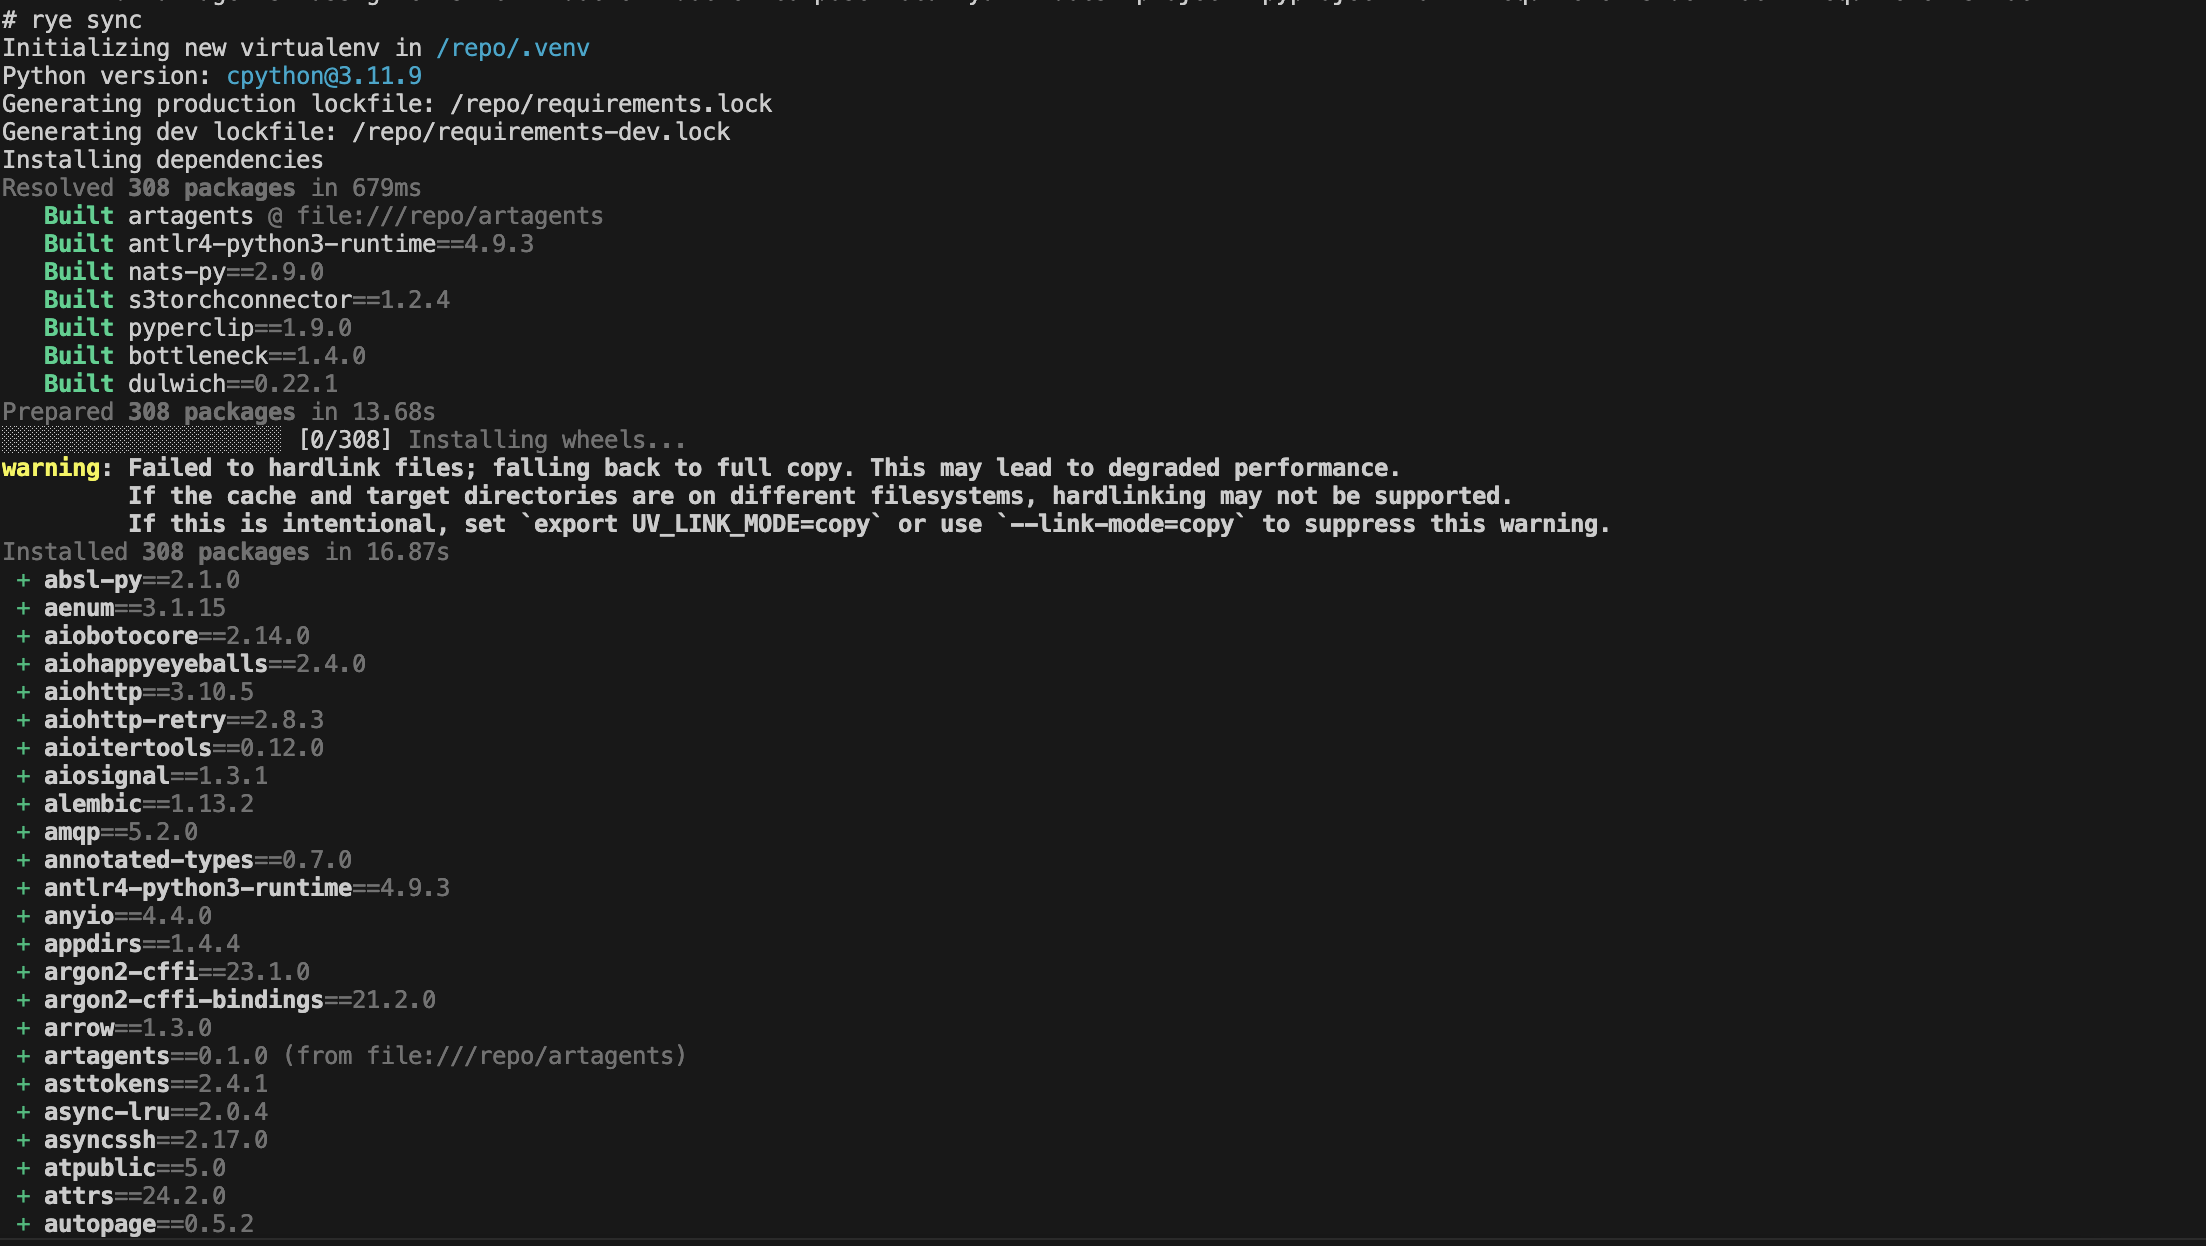 # rye sync
Initializing new virtualenv in /repo/.venv
Python version: cpython@3.11.9
Generating production lockfile: /repo/requirements.lock
Generating dev lockfile: /repo/requirements-dev.lock
Installing dependencies
Resolved 308 packages in 679ms
   Built artagents @ file:///repo/artagents
   Built antlr4-python3-runtime==4.9.3
   Built nats-py==2.9.0
   Built s3torchconnector==1.2.4
   Built pyperclip==1.9.0
   Built bottleneck==1.4.0
   Built dulwich==0.22.1
Prepared 308 packages in 13.68s
░░░░░░░░░░░░░░░░░░░░ [0/308] Installing wheels...
warning: Failed to hardlink files; falling back to full copy. This may lead to degraded performance.
         If the cache and target directories are on different filesystems, hardlinking may not be supported.
         If this is intentional, set `export UV_LINK_MODE=copy` or use `--link-mode=copy` to suppress this warning.
Installed 308 packages in 16.87s
 + absl-py==2.1.0
 + aenum==3.1.15
 + aiobotocore==2.14.0
 + aiohappyeyeballs==2.4.0
 + aiohttp==3.10.5
 + aiohttp-retry==2.8.3
 + aioitertools==0.12.0
 + aiosignal==1.3.1
 + alembic==1.13.2
 + amqp==5.2.0
 + annotated-types==0.7.0
 + antlr4-python3-runtime==4.9.3
 + anyio==4.4.0
 + appdirs==1.4.4
 + argon2-cffi==23.1.0
 + argon2-cffi-bindings==21.2.0
 + arrow==1.3.0
 + artagents==0.1.0 (from file:///repo/artagents)
 + asttokens==2.4.1
 + async-lru==2.0.4
 + asyncssh==2.17.0
 + atpublic==5.0
 + attrs==24.2.0
 + autopage==0.5.2